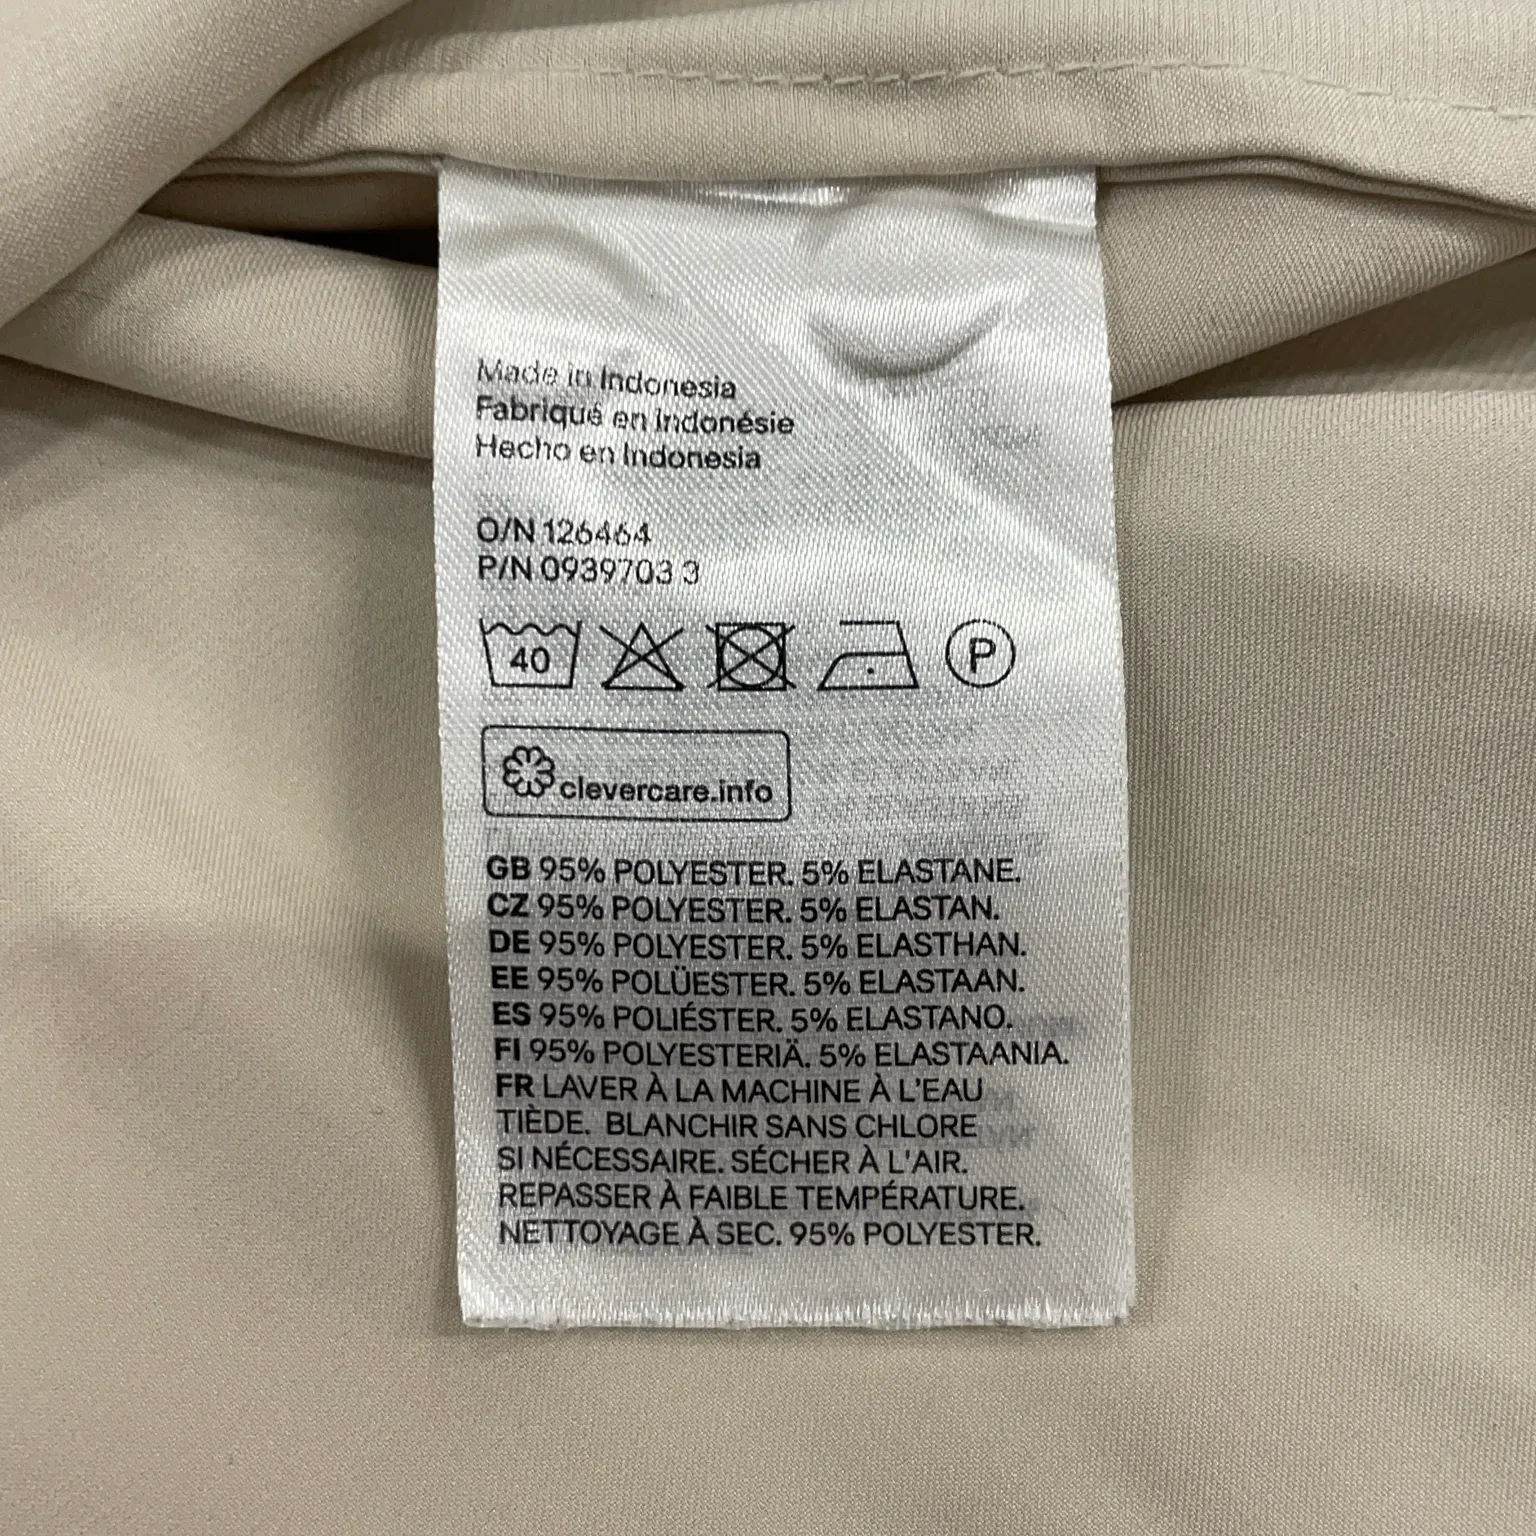 Made in Indonesia
Fabriqué en Indonésie
Hecho en Indonesia
O/N 126464
P/N 0939703 3
40
P
clevercare.info
GB 95% POLYESTER. 5% ELASTANE.
CZ 95% POLYESTER. 5% ELASTAN.
DE 95% POLYESTER. 5% ELASTHAN.
EE 95% POLÜESTER. 5% ELASTAAN.
ES 95% POLIÉSTER. 5% ELASTANO.
FI 95% POLYESTERIÄ. 5% ELASTAANIA.
FR LAVER À LA MACHINE À L'EAU
TIÈDE. BLANCHIR SANS CHLORE
SI NÉCESSAIRE. SÉCHER À L'AIR.
REPASSER À FAIBLE TEMPÉRATURE.
NETTOYAGE À SEC. 95% POLYESTER.